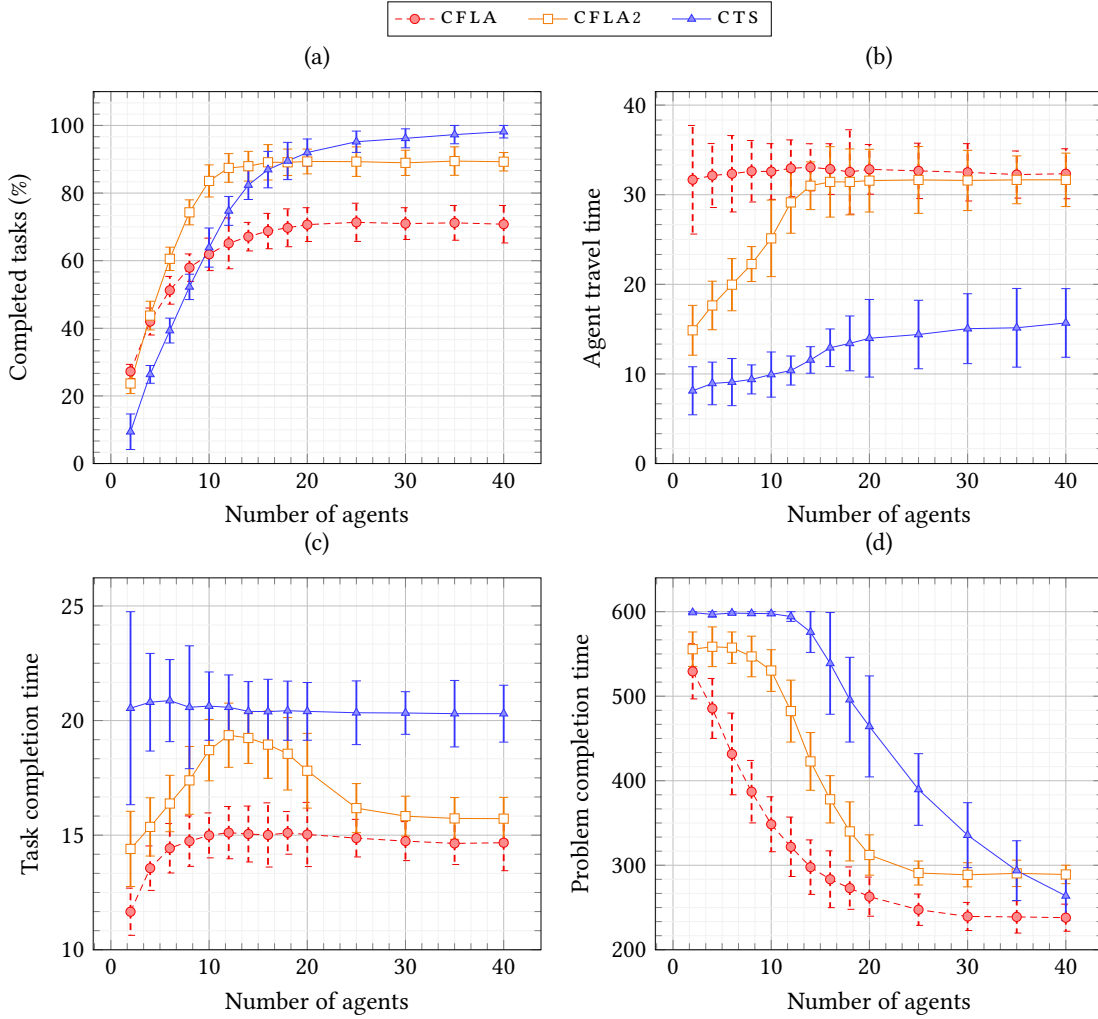 CFLA CFLA2 CTS
(a) (b)
Completed tasks (%)
100
80
60
40
20
0
0 10 20 30 40
Number of agents
Agent travel time
40
30
20
10
0
0 10 20 30 40
Number of agents
(c) (d)
Task completion time
25
20
15
10
0 10 20 30 40
Number of agents
Problem completion time
600
500
400
300
200
0 10 20 30 40
Number of agents